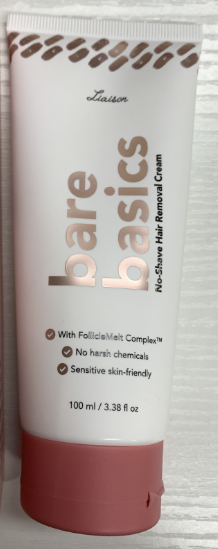 Liaison
bare
basics
No-Shave Hair Removal Cream
With FollicleMelt Complex™
No harsh chemicals
Sensitive skin-friendly
100 ml / 3.38 fl oz